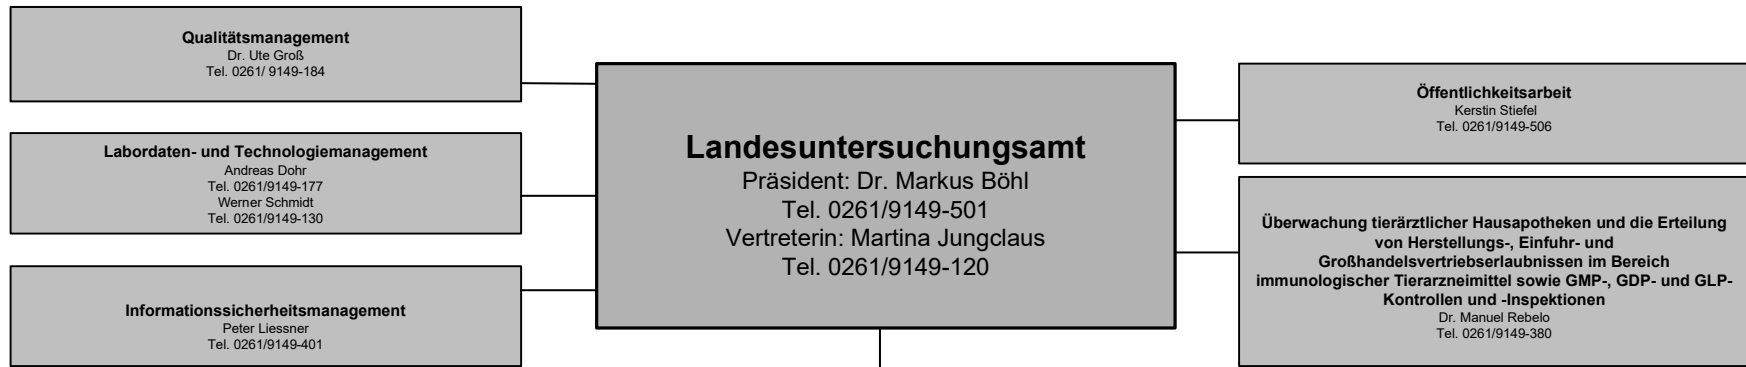 Qualitätsmanagement
Dr. Ute Groß
Tel. 0261/ 9149-184
Labordaten- und Technologiemanagement
Andreas Dohr
Tel. 0261/9149-177
Werner Schmidt
Tel. 0261/9149-130
Informationssicherheitsmanagement
Peter Liessner
Tel. 0261/9149-401
Landesuntersuchungsamt
Präsident: Dr. Markus Böhl
Tel. 0261/9149-501
Vertreterin: Martina Jungclaus
Tel. 0261/9149-120
Öffentlichkeitsarbeit
Kerstin Stiefel
Tel. 0261/9149-506
Überwachung tierärztlicher Hausapotheken und die Erteilung
von Herstellungs-, Einfuhr- und
Großhandelsvertriebserlaubnissen im Bereich
immunologischer Tierarzneimittel sowie GMP-, GDP- und GLP-
Kontrollen und -Inspektionen
Dr. Manuel Rebelo
Tel. 0261/9149-380